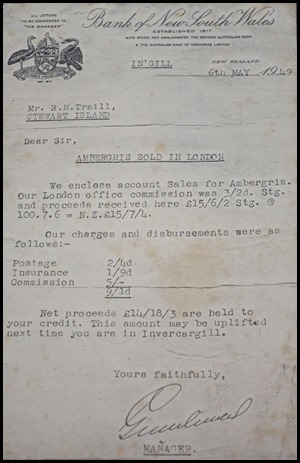 ALL LETTERS
TO BE ADDRESSED TO
"THE MANAGER"
Bank of New South Wales
ESTABLISHED 1817
WITH WHICH ARE AMALGAMATED THE WESTERN AUSTRALIAN BANK
& THE AUSTRALIAN BANK OF COMMERCE LIMITED
IN'GILL NEW ZEALAND
6th MAY 1949
Mr. R.H.Traill,
STEWART ISLAND
Dear Sir,
AMBERGRIS SOLD IN LONDON
We enclose account Sales for Ambergris.
Our London office commission was 3/2d. Stg.
and proceeds received here £15/6/2 Stg. @
100.7.6 = N.Z.£15/7/4.
Our charges and disbursements were as
follows:-
Postage 2/4d
Insurance 1/9d
Commission 5/-
9/1d
Net proceeds £14/18/3 are held to
your credit. This amount may be uplifted
next time you are in Invercargill.
Yours faithfully,
MANAGER.